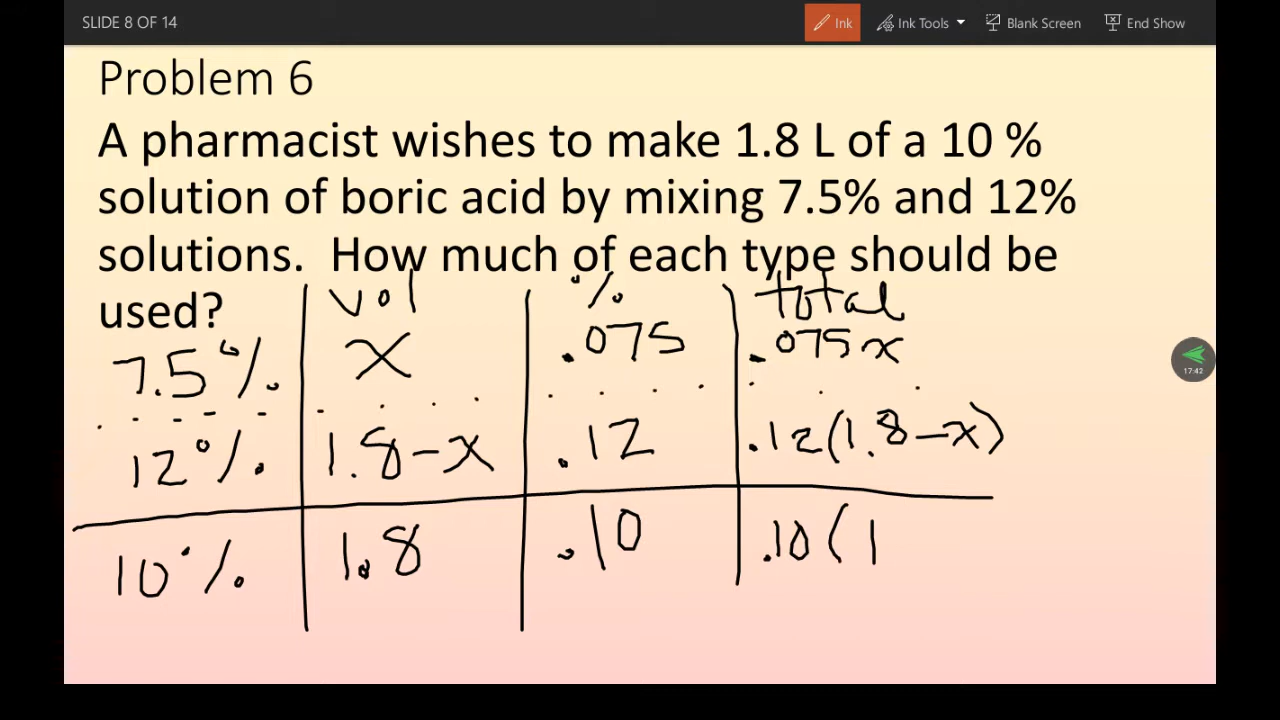 SLIDE 8 OF 14 Ink Ink Tools Blank Screen End Show
Problem 6
A pharmacist wishes to make 1.8 L of a 10 %
solution of boric acid by mixing 7.5% and 12%
solutions. How much of each type should be
used? vol % total
7.5% x .075 .075x
12% 1.8-x .12 .12(1.8-x)
10% 1.8 .10 .10(1
17:42